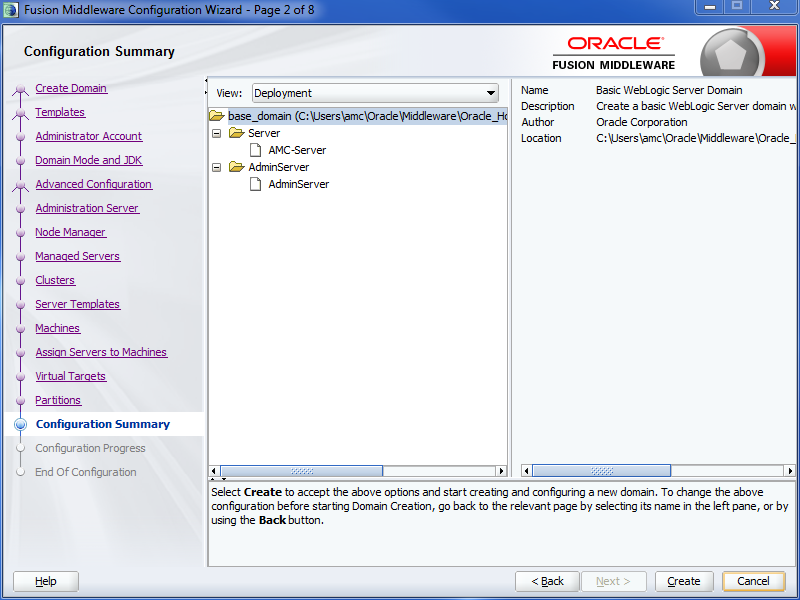 Fusion Middleware Configuration Wizard - Page 2 of 8
Configuration Summary
ORACLE
FUSION MIDDLEWARE
Create Domain
Templates
Administrator Account
Domain Mode and JDK
Advanced Configuration
Administration Server
Node Manager
Managed Servers
Clusters
Server Templates
Machines
Assign Servers to Machines
Virtual Targets
Partitions
Configuration Summary
Configuration Progress
End Of Configuration
View: Deployment
base_domain (C:\Users\amc\Oracle\Middleware\Oracle_Ho
Server
AMC-Server
AdminServer
AdminServer
Name Basic WebLogic Server Domain
Description Create a basic WebLogic Server domain w
Author Oracle Corporation
Location C:\Users\amc\Oracle\Middleware\Oracle_
Select Create to accept the above options and start creating and configuring a new domain. To change the above
configuration before starting Domain Creation, go back to the relevant page by selecting its name in the left pane, or by
using the Back button.
Help < Back Next > Create Cancel